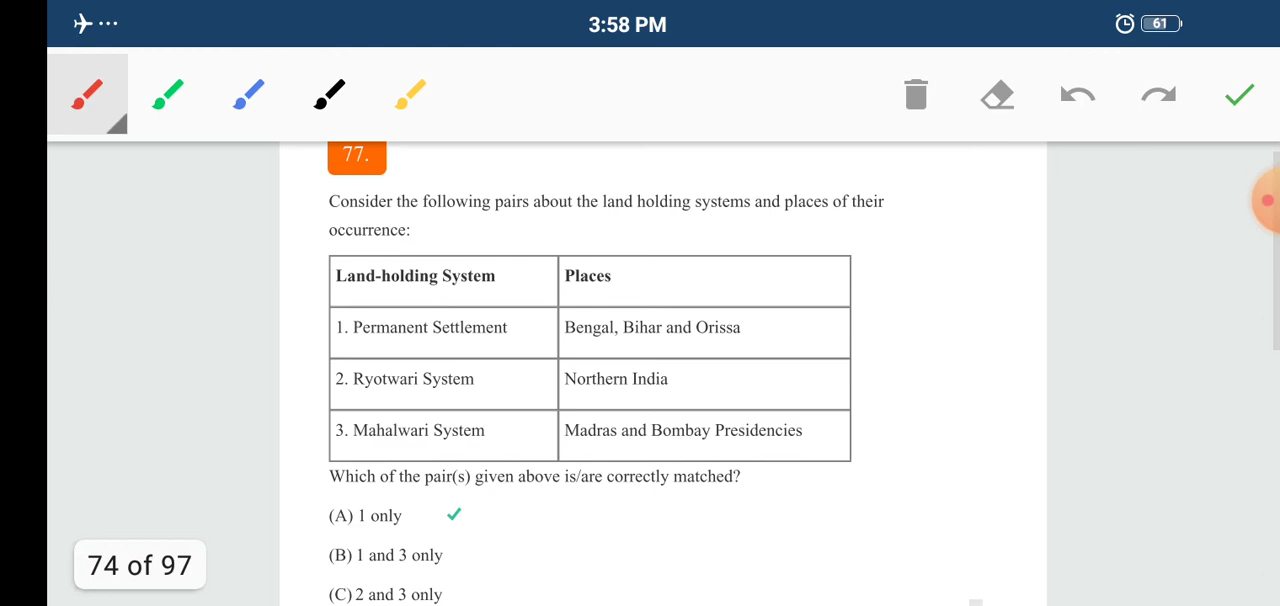 3:58 PM
61
77.
Consider the following pairs about the land holding systems and places of their
occurrence:
Land-holding System Places
1. Permanent Settlement Bengal, Bihar and Orissa
2. Ryotwari System Northern India
3. Mahalwari System Madras and Bombay Presidencies
Which of the pair(s) given above is/are correctly matched?
(A) 1 only
(B) 1 and 3 only
(C) 2 and 3 only
74 of 97